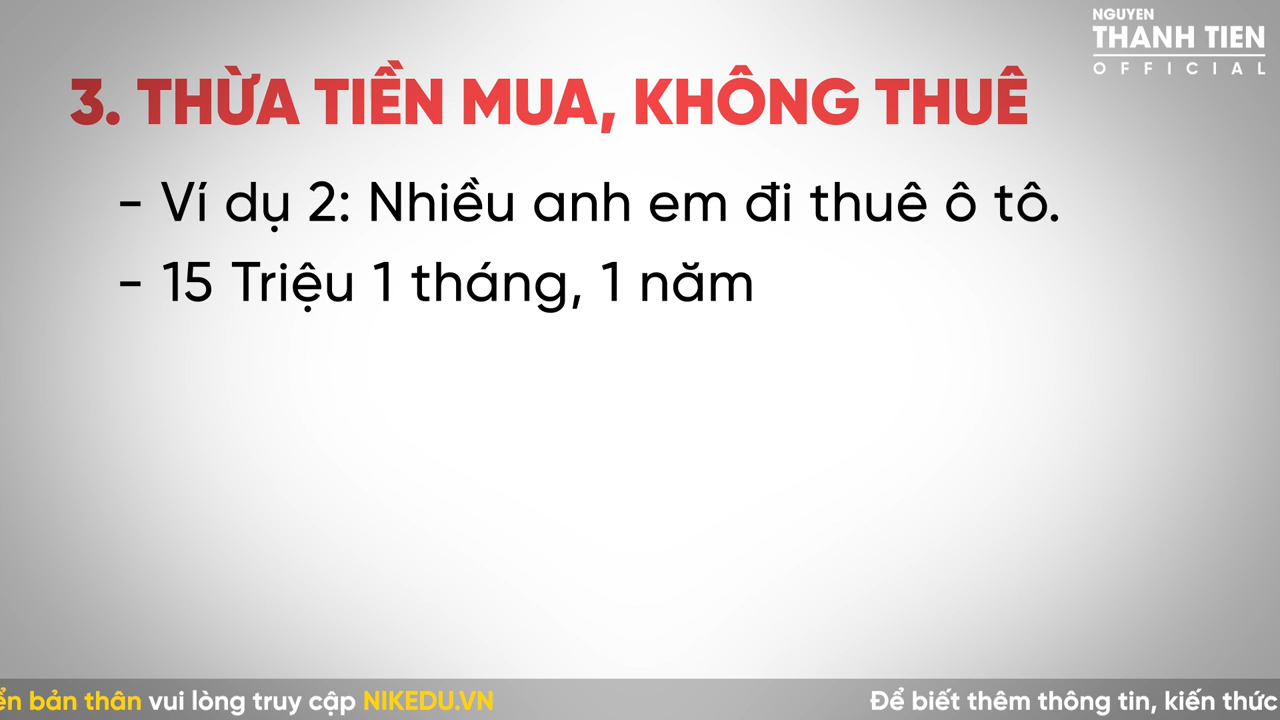 NGUYEN
THANH TIEN
OFFICIAL
3. THỪA TIỀN MUA, KHÔNG THUÊ
- Ví dụ 2: Nhiều anh em đi thuê ô tô.
- 15 Triệu 1 tháng, 1 năm
bản thân vui lòng truy cập NIKEDU.VN Để biết thêm thông tin, kiến thức